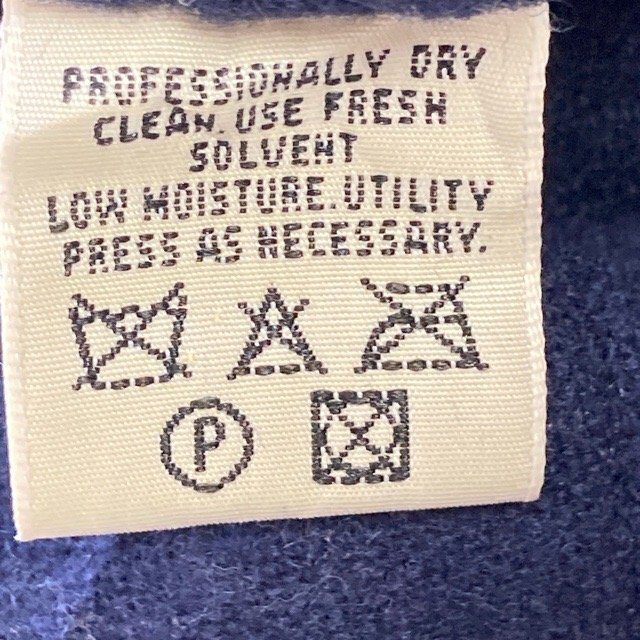 PROFESSIONALLY DRY
CLEAN. USE FRESH
SOLVENT
LOW MOISTURE. UTILITY
PRESS AS NECESSARY.
P